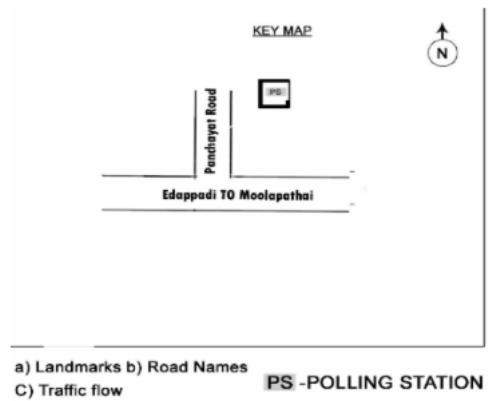 KEY MAP
N
PS
Panchayat Road
Edappadi TO Moolapathai
a) Landmarks b) Road Names
C) Traffic flow
PS -POLLING STATION